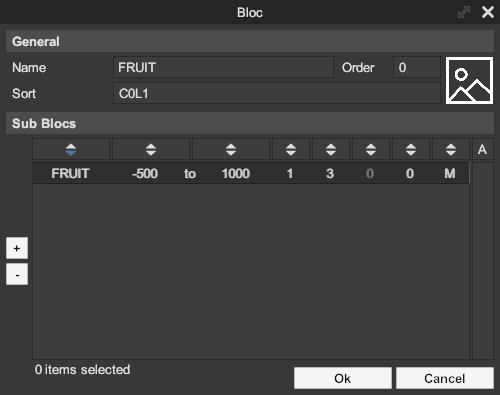 Bloc
General
Name FRUIT Order 0
Sort C0L1
Sub Blocs
A
FRUIT -500 to 1000 1 3 0 0 M
+
-
0 items selected
Ok Cancel